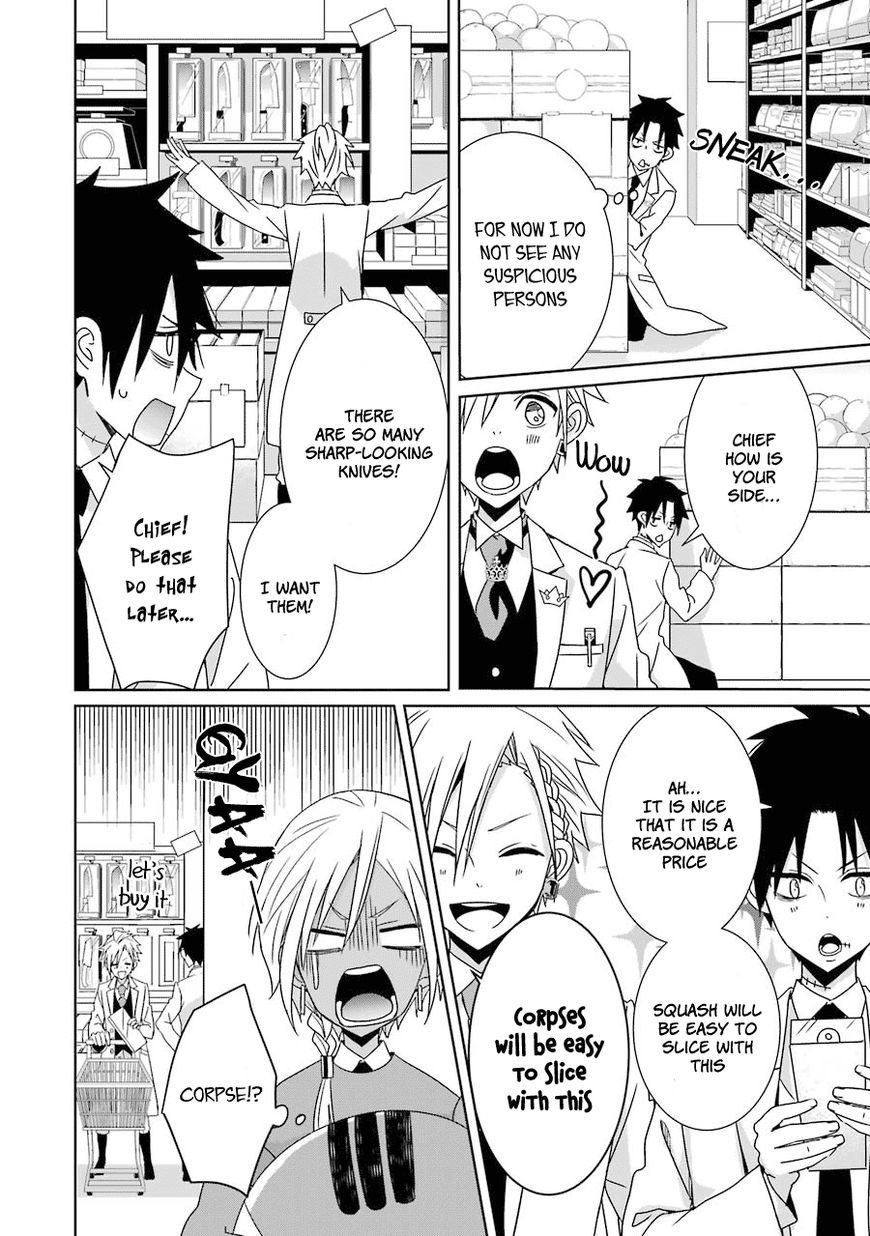 SNEAK...
FOR NOW I DO
NOT SEE ANY
SUSPICIOUS
PERSONS
CHIEF
HOW IS
YOUR
SIDE...
WOW
THERE
ARE SO MANY
SHARP-LOOKING
KNIVES!
I WANT
THEM!
CHIEF!
PLEASE
DO THAT
LATER...
AH...
IT IS NICE
THAT IT IS A
REASONABLE
PRICE
SQUASH WILL
BE EASY TO
SLICE WITH
THIS
CORPSES
will be easy
TO Slice
with this
GYAAA
let's
buy it
CORPSE!?